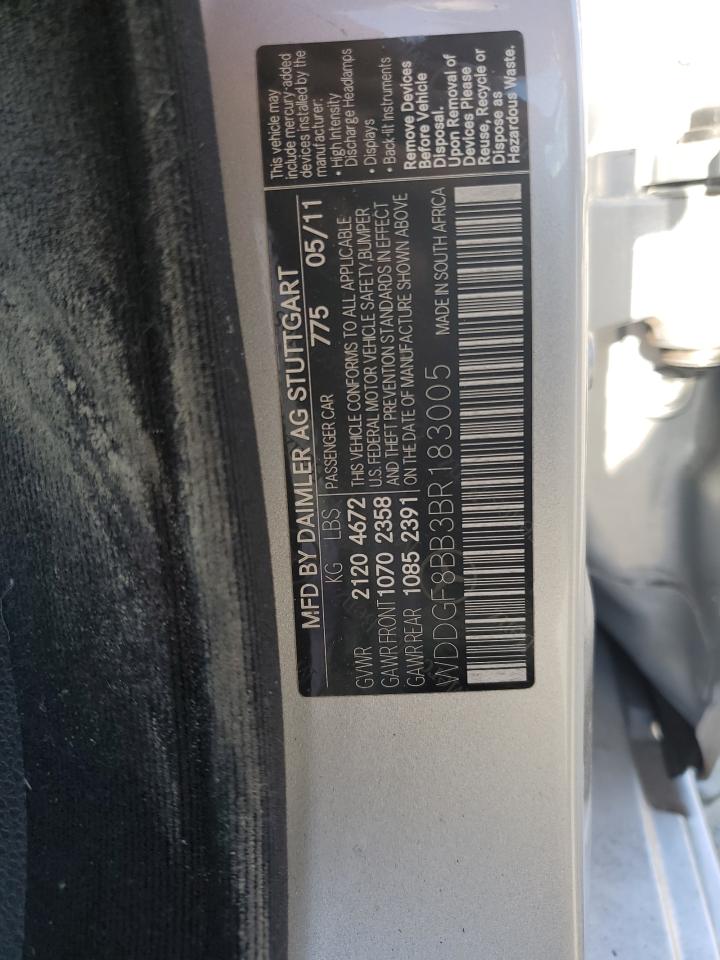 MFD BY DAIMLER AG STUTTGART
KG LBS PASSENGER CAR 775 05/11
GVWR 2120 4672 THIS VEHICLE CONFORMS TO ALL APPLICABLE
U.S. FEDERAL MOTOR VEHICLE SAFETY,BUMPER
GAWR FRONT 1070 2358 AND THEFT PREVENTION STANDARDS IN EFFECT
GAWR REAR 1085 2391 ON THE DATE OF MANUFACTURE SHOWN ABOVE
WDDGF8BB3BR183005 MADE IN SOUTH AFRICA
This vehicle may
include mercury-added
devices installed by the
manufacturer:
• High Intensity
Discharge Headlamps
• Displays
• Back-lit Instruments
Remove Devices
Before Vehicle
Disposal.
Upon Removal of
Devices Please
Reuse, Recycle or
Dispose as
Hazardous Waste.